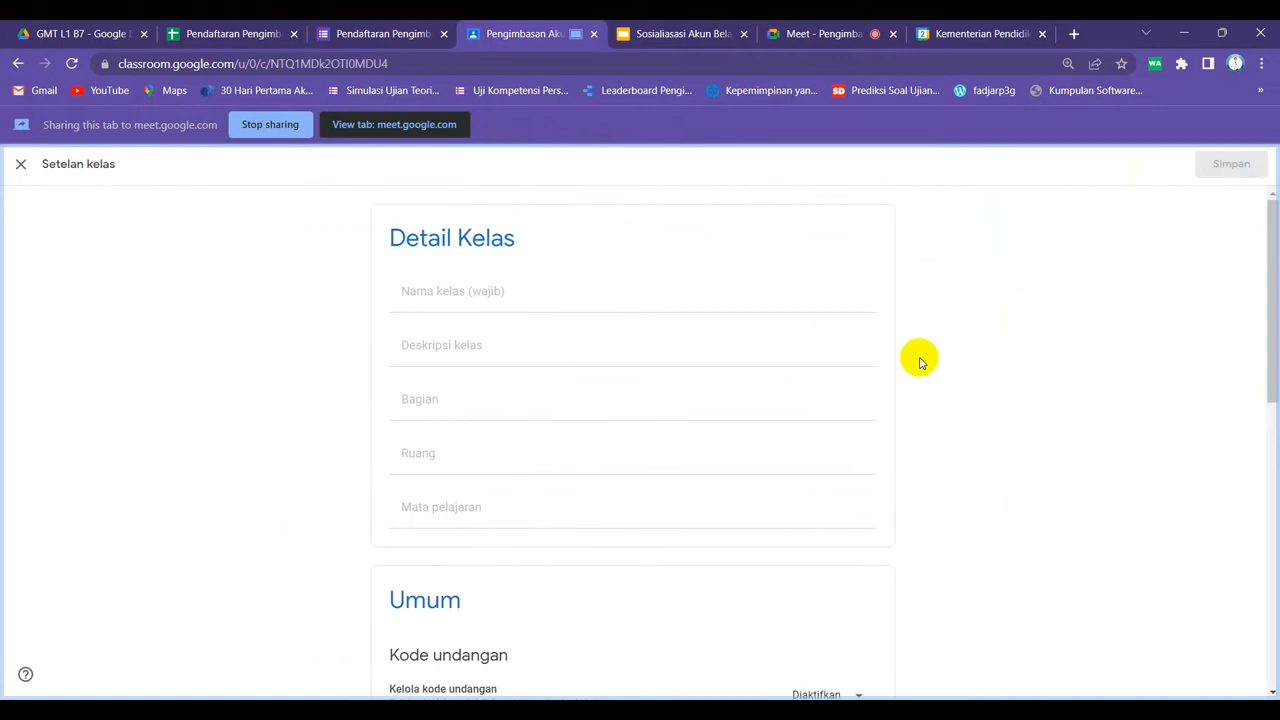 GMT L1 B7 - Google D
Pendaftaran Pengimb
Pendaftaran Pengimb
Pengimbasan Aku
Sosialiasasi Akun Bela
Meet - Pengimba
Kementerian Pendidik
classroom.google.com/u/0/c/NTQ1MDk2OTI0MDU4
WA
Gmail
YouTube
Maps
30 Hari Pertama Ak...
Simulasi Ujian Teori...
Uji Kompetensi Pers...
Leaderboard Pengi...
Kepemimpinan yan...
SD Prediksi Soal Ujian...
fadjarp3g
Kumpulan Software...
»
Sharing this tab to meet.google.com
Stop sharing
View tab: meet.google.com
Setelan kelas
Simpan
Detail Kelas
Nama kelas (wajib)
Deskripsi kelas
Bagian
Ruang
Mata pelajaran
Umum
Kode undangan
Kelola kode undangan
Diaktifkan